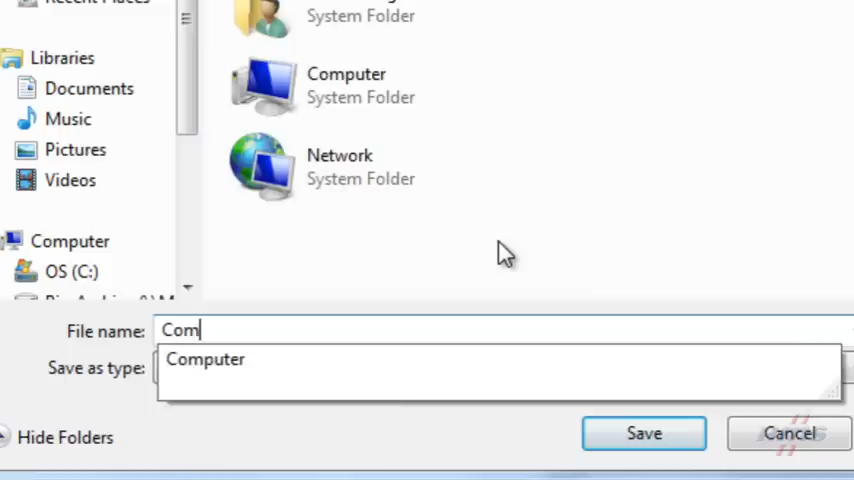 Recent Places
System Folder
Libraries
Computer
Documents
System Folder
Music
Pictures
Network
System Folder
Videos
Computer
OS (C:)
File name: Com
Computer
Save as type:
Hide Folders
Save
Cancel